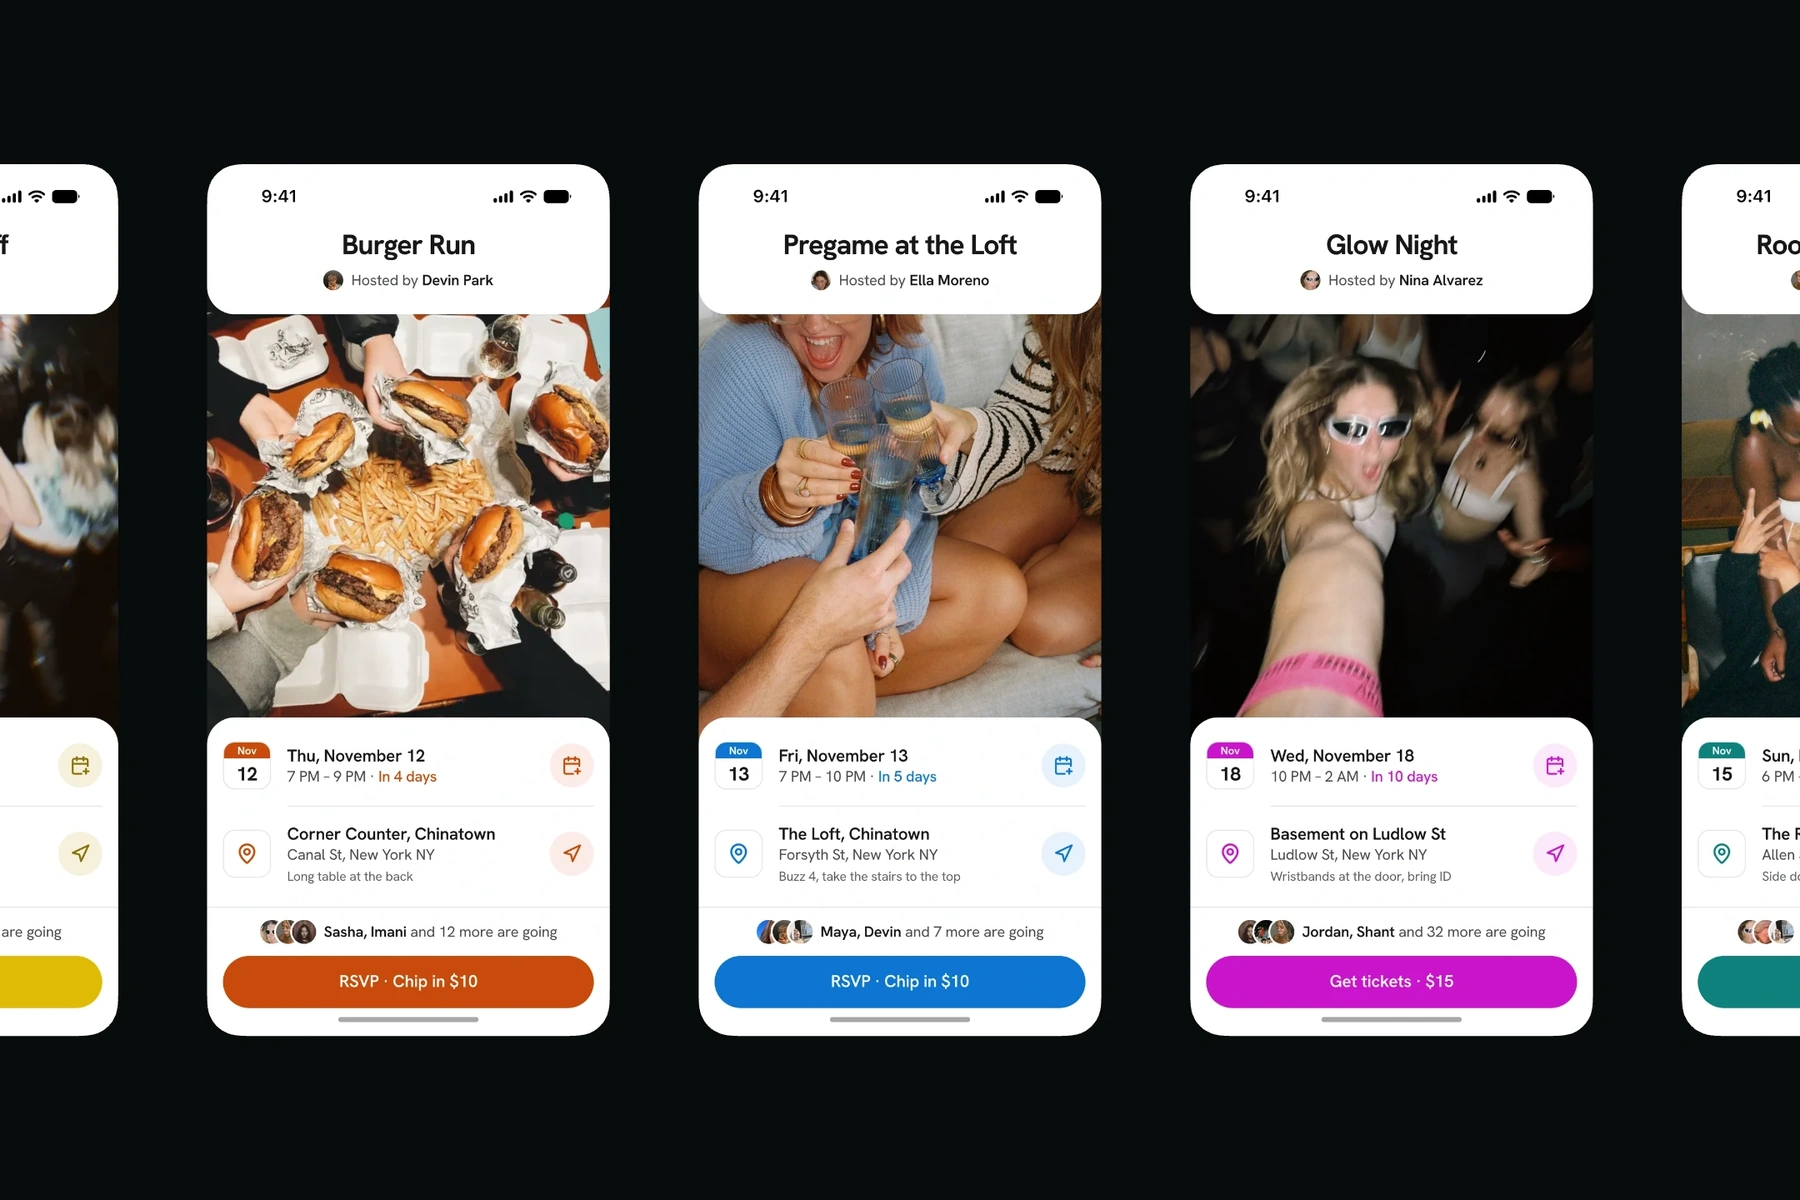 ff
are going
9:41
Burger Run
Hosted by Devin Park
Nov
12
Thu, November 12
7 PM – 9 PM · In 4 days
Corner Counter, Chinatown
Canal St, New York NY
Long table at the back
Sasha, Imani and 12 more are going
RSVP · Chip in $10
9:41
Pregame at the Loft
Hosted by Ella Moreno
Nov
13
Fri, November 13
7 PM – 10 PM · In 5 days
The Loft, Chinatown
Forsyth St, New York NY
Buzz 4, take the stairs to the top
Maya, Devin and 7 more are going
RSVP · Chip in $10
9:41
Glow Night
Hosted by Nina Alvarez
Nov
18
Wed, November 18
10 PM – 2 AM · In 10 days
Basement on Ludlow St
Ludlow St, New York NY
Wristbands at the door, bring ID
Jordan, Shant and 32 more are going
Get tickets · $15
9:41
Roo
Nov
15
Sun,
6 PM
The
Allen
Side